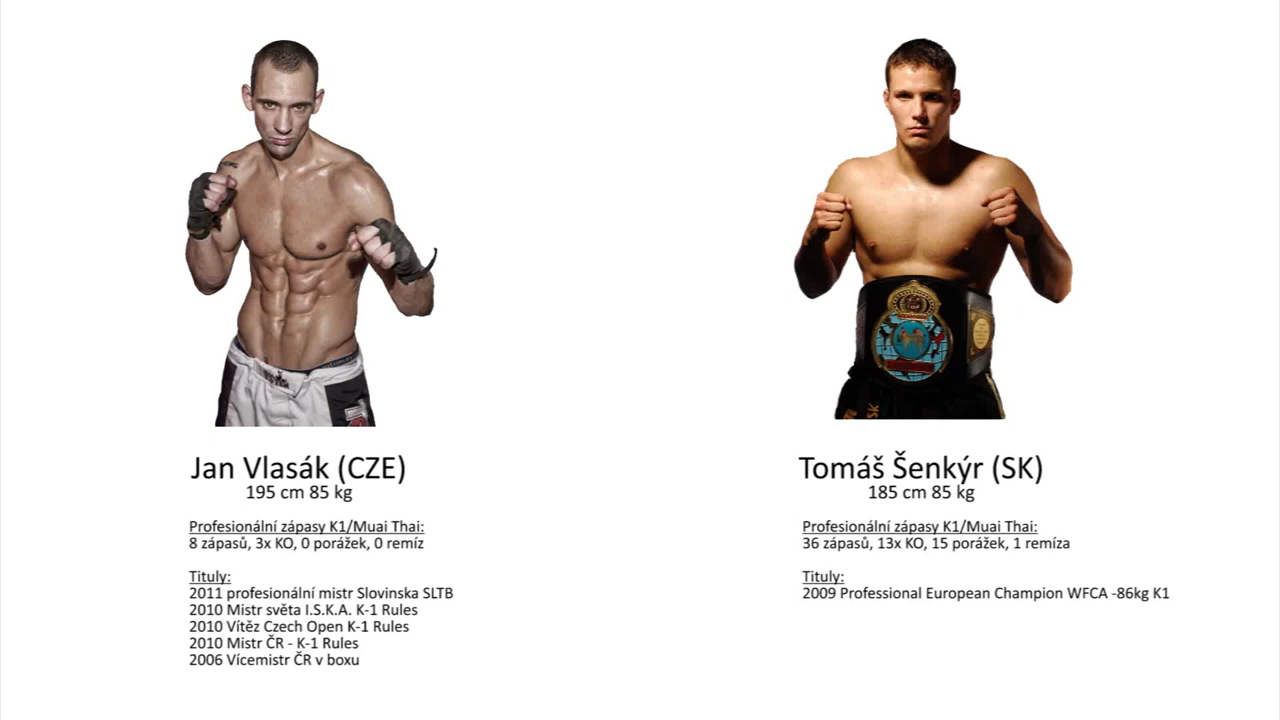 Jan Vlasák (CZE)
195 cm 85 kg
Profesionální zápasy K1/Muai Thai:
8 zápasů, 3x KO, 0 porážek, 0 remíz
Tituly:
2011 profesionální mistr Slovinska SLTB
2010 Mistr světa I.S.K.A. K-1 Rules
2010 Vítěz Czech Open K-1 Rules
2010 Mistr ČR - K-1 Rules
2006 Vícemistr ČR v boxu
Tomáš Šenkýr (SK)
185 cm 85 kg
Profesionální zápasy K1/Muai Thai:
36 zápasů, 13x KO, 15 porážek, 1 remíza
Tituly:
2009 Professional European Champion WFCA -86kg K1
SK